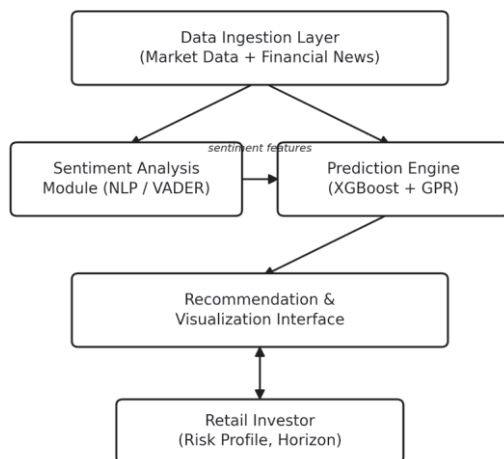 Data Ingestion Layer
(Market Data + Financial News)
sentiment features
Sentiment Analysis
Module (NLP / VADER)
Prediction Engine
(XGBoost + GPR)
Recommendation &
Visualization Interface
Retail Investor
(Risk Profile, Horizon)